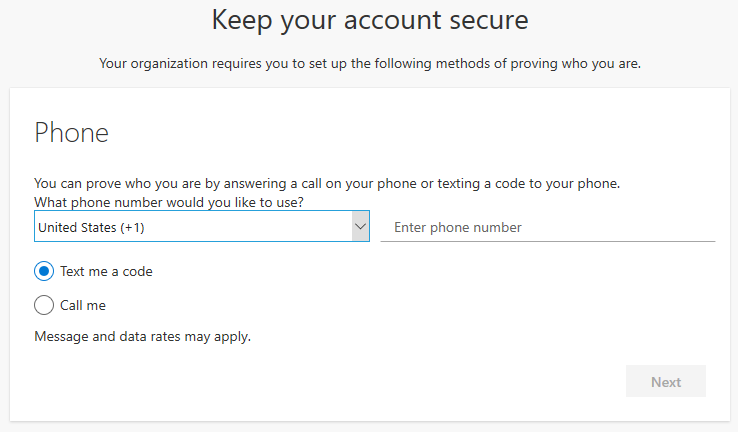 Keep your account secure
Your organization requires you to set up the following methods of proving who you are.
Phone
You can prove who you are by answering a call on your phone or texting a code to your phone.
What phone number would you like to use?
United States (+1) Enter phone number
Text me a code
Call me
Message and data rates may apply.
Next